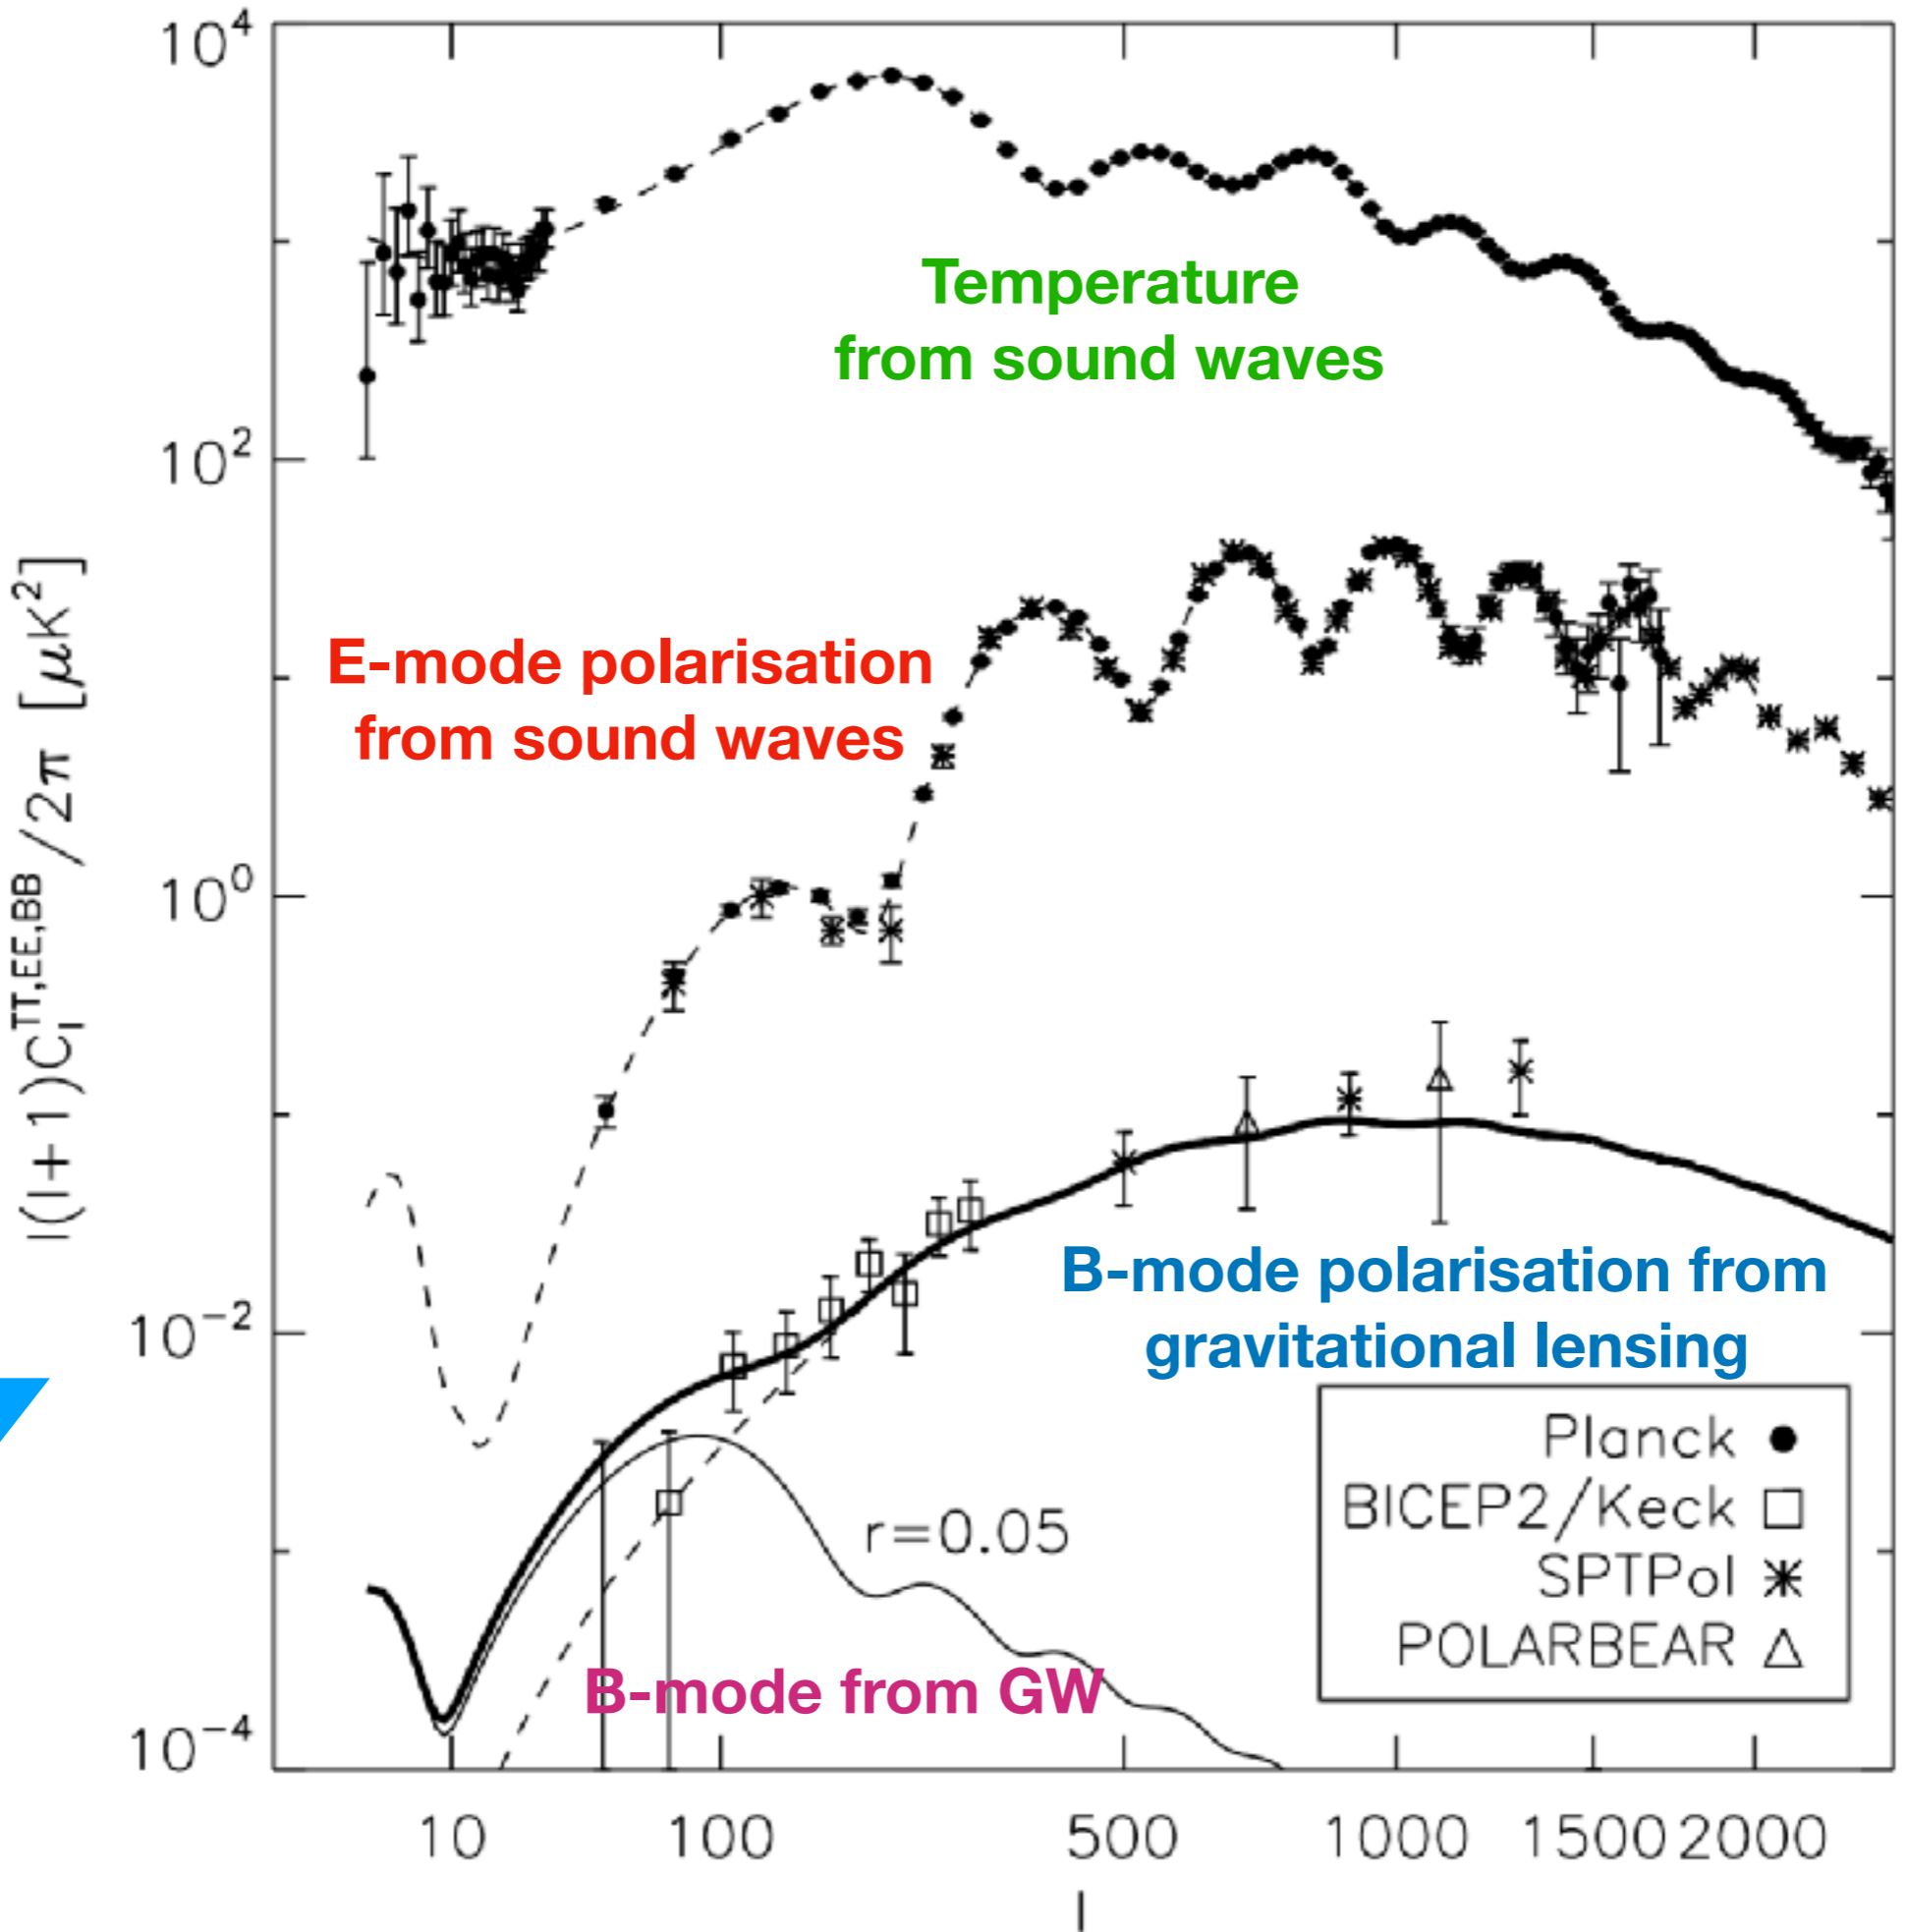 10⁴
10²
10⁰
10⁻²
10⁻⁴
l(l+1)C_l^TT,EE,BB/2π [μK²]
Temperature
from sound waves
E-mode polarisation
from sound waves
B-mode polarisation from
gravitational lensing
Planck
BICEP2/Keck
SPTPol
POLARBEAR
r=0.05
B-mode from GW
10 100 500 1000 1500 2000
l